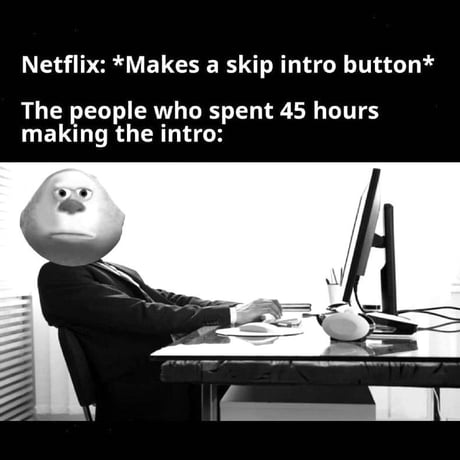 Netflix: *Makes a skip intro button*
The people who spent 45 hours
making the intro: